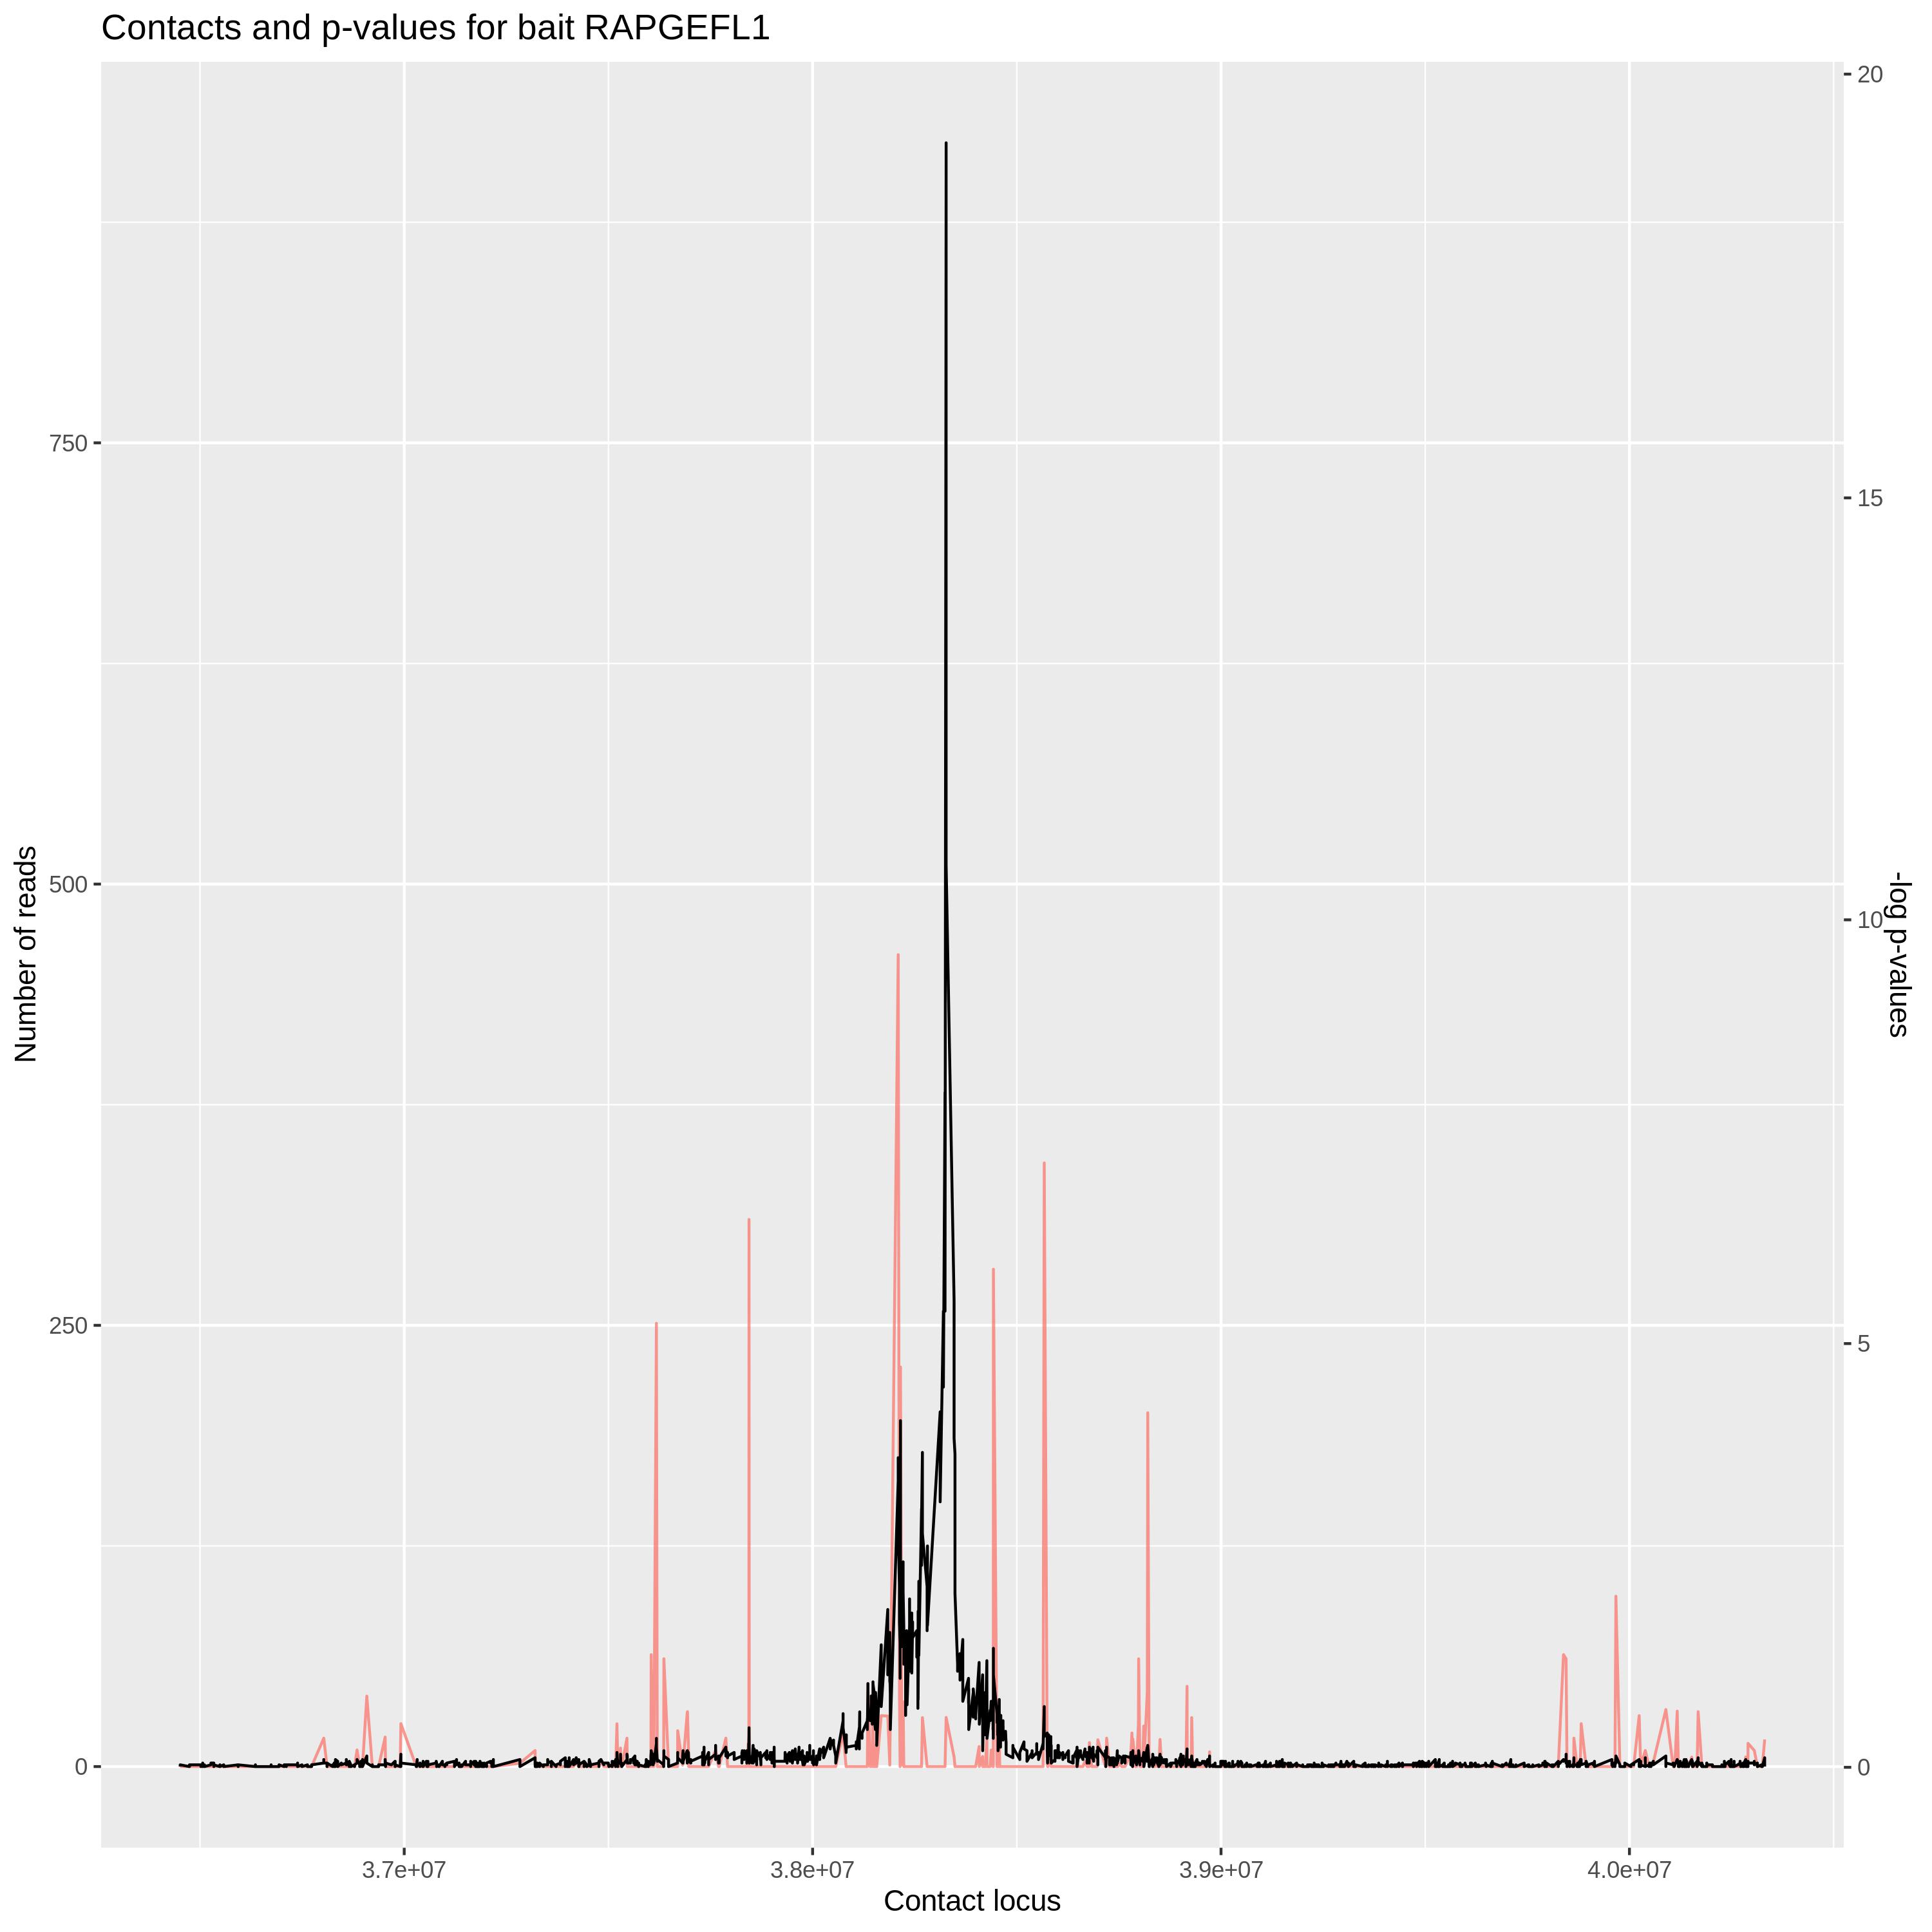 Contacts and p-values for bait RAPGEFL1
Number of reads
750
500
250
0
20
15
10
5
0
-log p-values
3.7e+07
3.8e+07
3.9e+07
4.0e+07
Contact locus